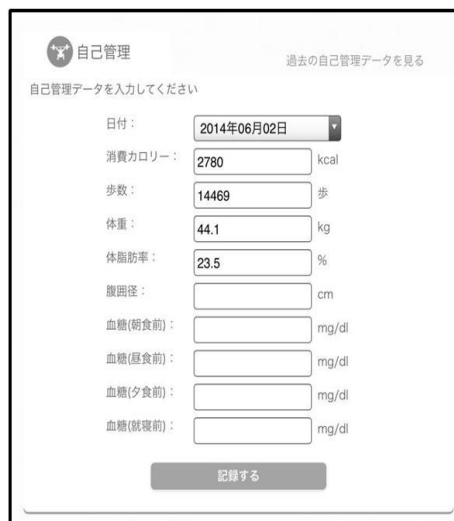 自己管理
過去の自己管理データを見る
自己管理データを入力してください
日付： 2014年06月02日
消費カロリー： 2780 kcal
歩数： 14469 歩
体重： 44.1 kg
体脂肪率： 23.5 %
腹囲径： cm
血糖(朝食前)： mg/dl
血糖(昼食前)： mg/dl
血糖(夕食前)： mg/dl
血糖(就寝前)： mg/dl
記録する